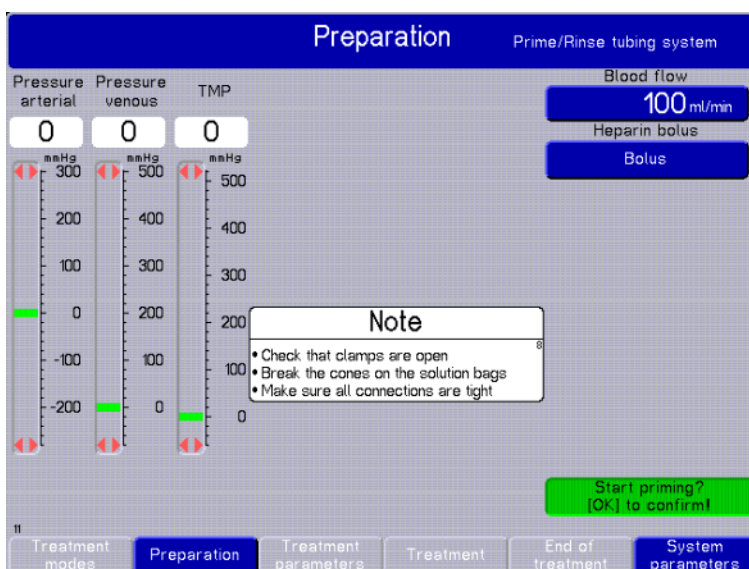 Preparation
Prime/Rinse tubing system
Pressure arterial
Pressure venous
TMP
0
0
0
mmHg
300
200
100
0
-100
-200
mmHg
500
400
300
200
100
0
mmHg
500
400
300
200
100
0
Blood flow
100 ml/min
Heparin bolus
Bolus
Note
8
• Check that clamps are open
• Break the cones on the solution bags
• Make sure all connections are tight
Start priming?
[OK] to confirm!
11
Treatment
modes
Preparation
Treatment
parameters
Treatment
End of
treatment
System
parameters